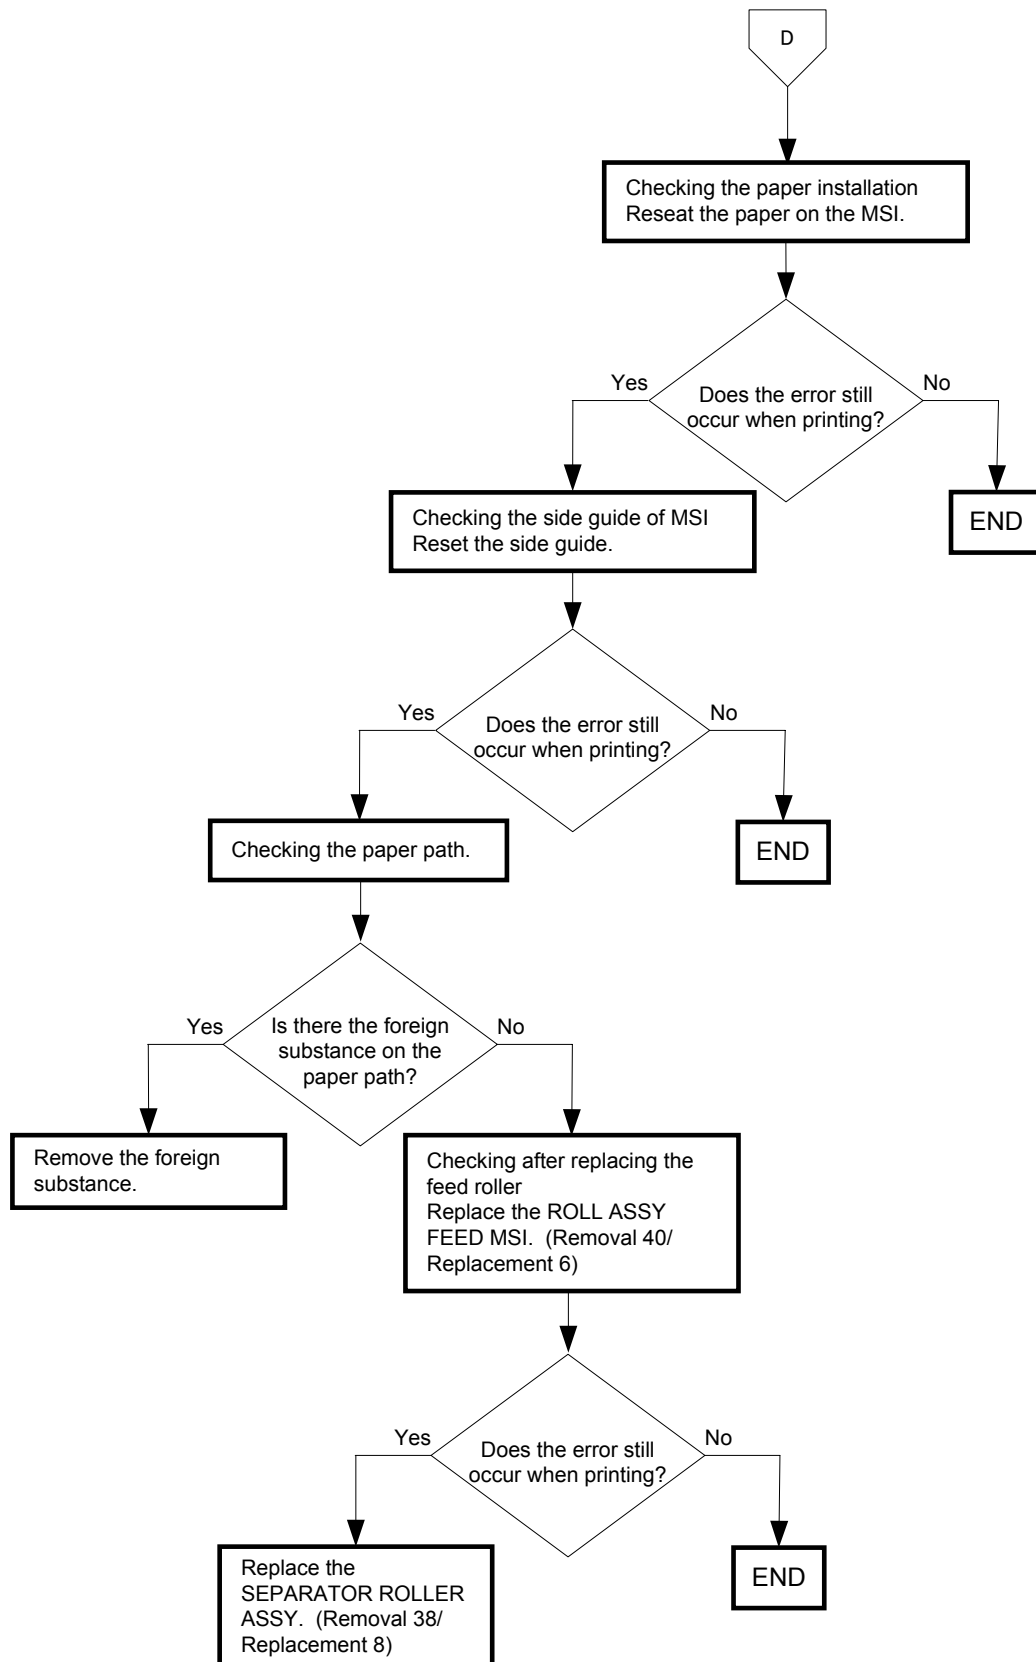 D
Checking the paper installation
Reseat the paper on the MSI.
Yes
No
Does the error still
occur when printing?
Checking the side guide of MSI
Reset the side guide.
END
Yes
No
Does the error still
occur when printing?
Checking the paper path.
END
Yes
No
Is there the foreign
substance on the
paper path?
Remove the foreign
substance.
Checking after replacing the
feed roller
Replace the ROLL ASSY
FEED MSI.  (Removal 40/
Replacement 6)
Yes
No
Does the error still
occur when printing?
Replace the
SEPARATOR ROLLER
ASSY.  (Removal 38/
Replacement 8)
END